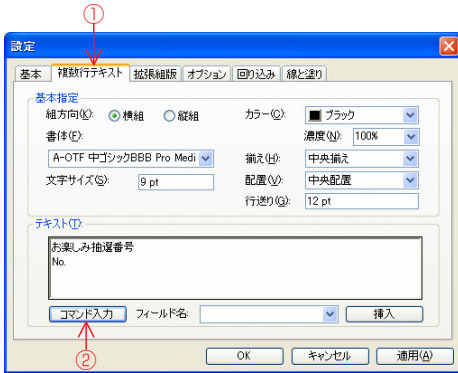 ①
設定
基本 複数行テキスト 拡張組版 オプション 回り込み 線と塗り
基本指定
組方向(K): 横組 縦組 カラー(C): ブラック
書体(F): 濃度(N): 100%
A-OTF 中ゴシックBBB Pro Medi 揃え(H): 中央揃え
文字サイズ(S): 9 pt 配置(V): 中央配置
行送り(G): 12 pt
テキスト(T):
お楽しみ抽選番号
No.
コマンド入力 フィールド名: 挿入
②
OK キャンセル 適用(A)